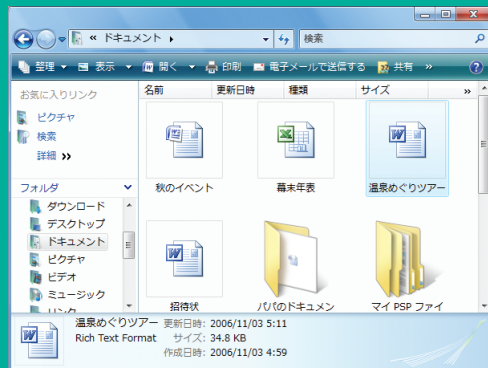 « ドキュメント ▸
検索
整理 表示 開く 印刷 電子メールで送信する 共有 »
お気に入りリンク
ピクチャ
検索
詳細 »
フォルダ
ダウンロード
デスクトップ
ドキュメント
ピクチャ
ビデオ
ミュージック
リンク
名前 更新日時 種類 サイズ »
秋のイベント 幕末年表 温泉めぐりツアー
招待状 パパのドキュメン マイ PSP ファイ
温泉めぐりツアー 更新日時: 2006/11/03 5:11
Rich Text Format サイズ: 34.8 KB
作成日時: 2006/11/03 4:59